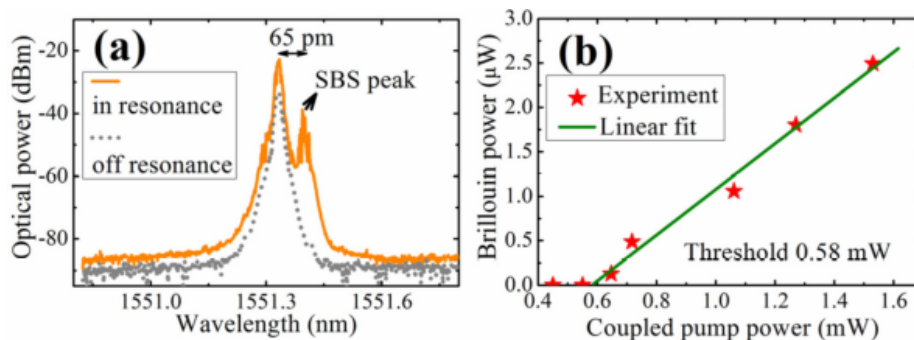 (a)
65 pm
SBS peak
in resonance
off resonance
Optical power (dBm)
-20
-40
-60
-80
1551.0
1551.3
1551.6
Wavelength (nm)
(b)
Experiment
Linear fit
Threshold 0.58 mW
Brillouin power (μW)
3.0
2.5
2.0
1.5
1.0
0.5
0.0
0.4
0.6
0.8
1.0
1.2
1.4
1.6
Coupled pump power (mW)